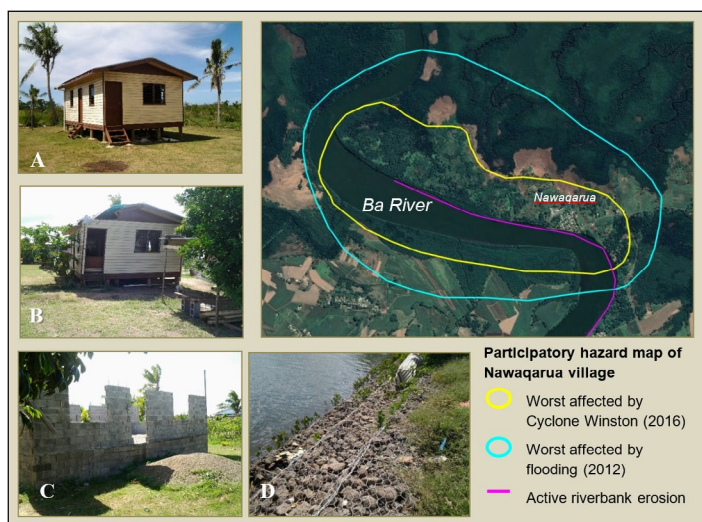 A
B
C
D
Ba River
Nawaqarua
Participatory hazard map of
Nawaqarua village
Worst affected by
Cyclone Winston (2016)
Worst affected by
flooding (2012)
Active riverbank erosion